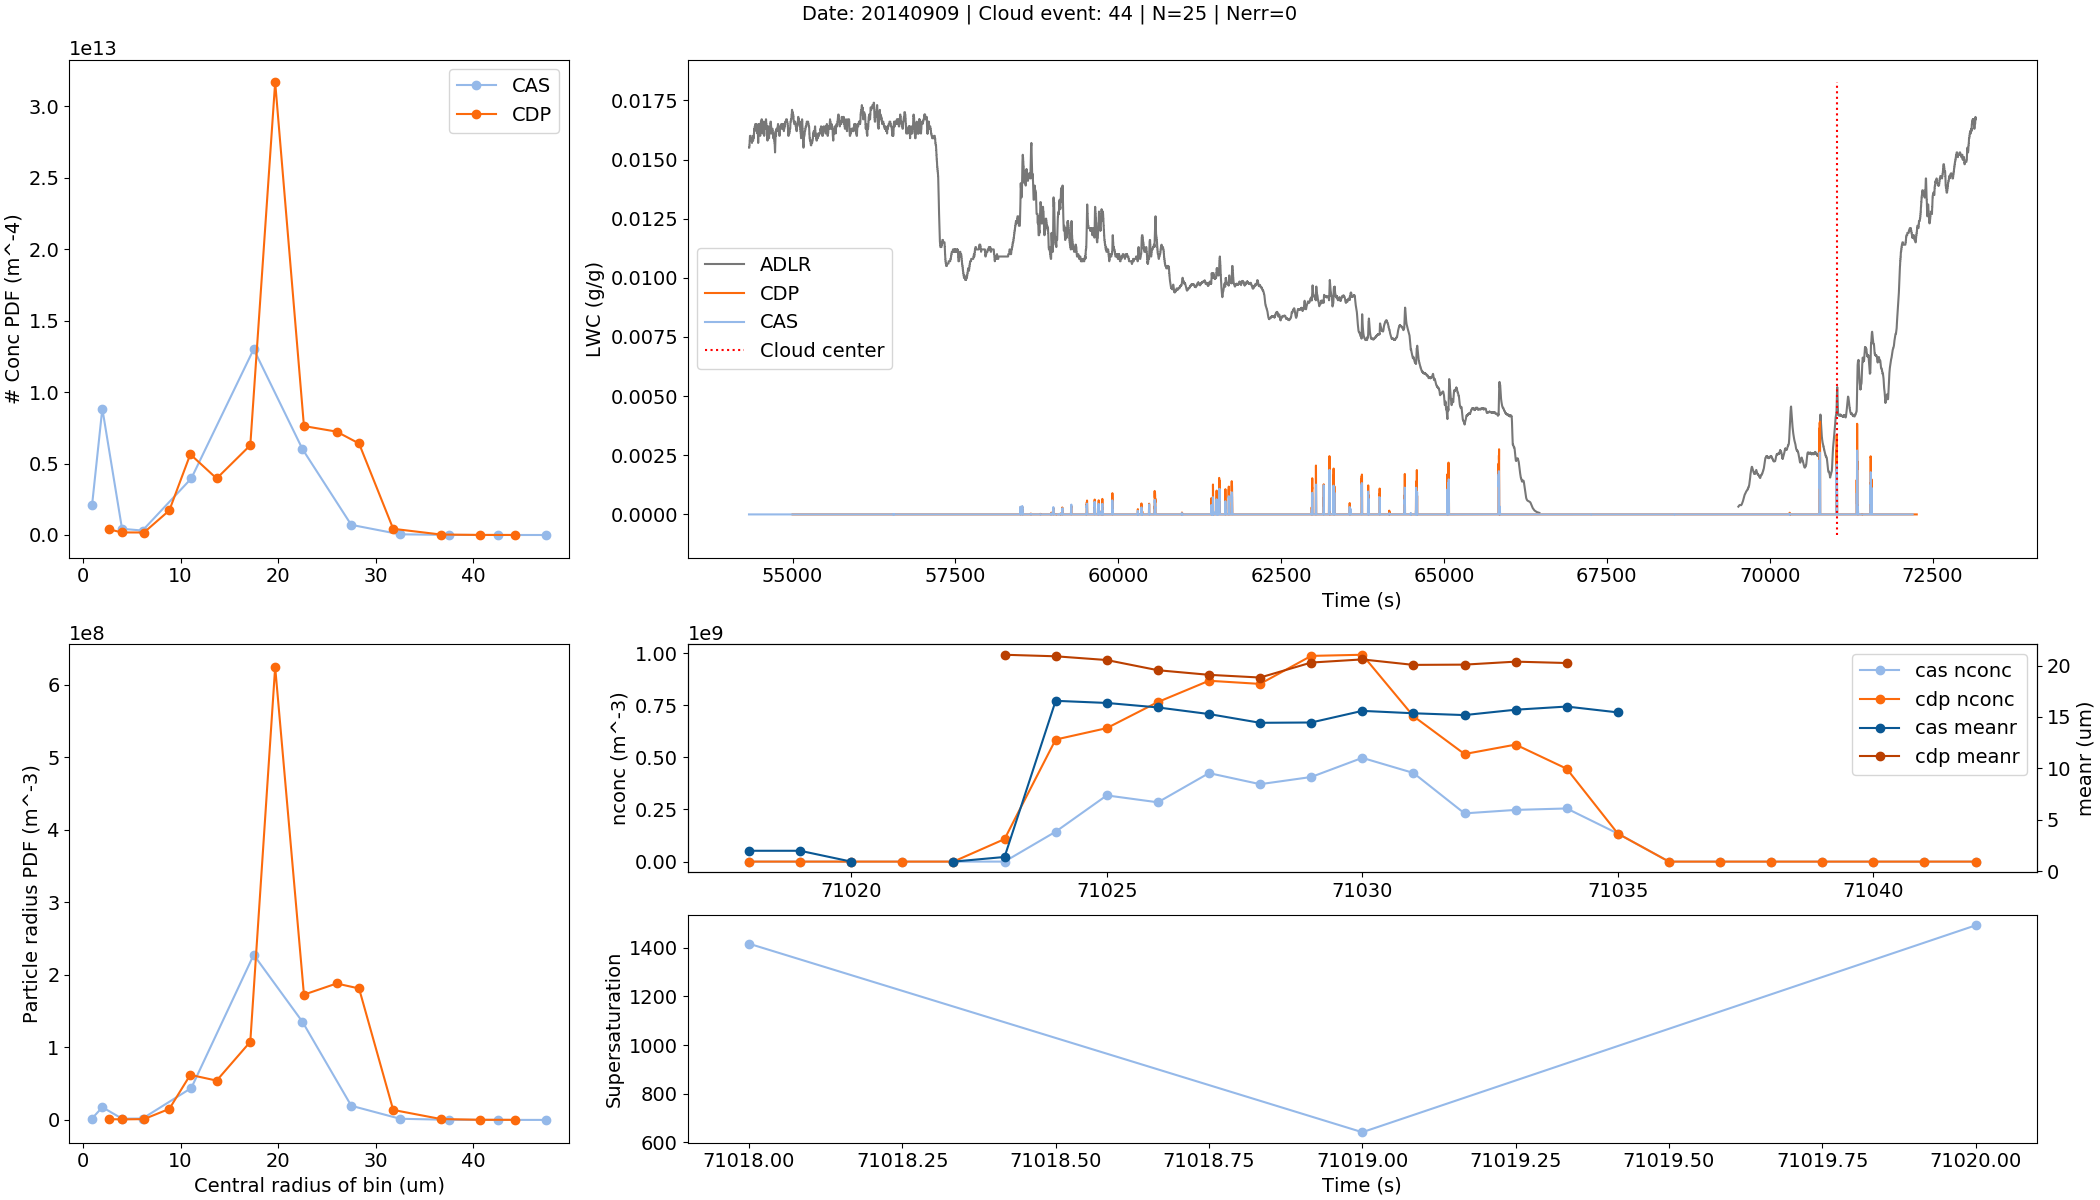 Date: 20140909 | Cloud event: 44 | N=25 | Nerr=0
1e13
# Conc PDF (m^-4)
3.0
2.5
2.0
1.5
1.0
0.5
0.0
0 10 20 30 40
CAS
CDP
LWC (g/g)
0.0175
0.0150
0.0125
0.0100
0.0075
0.0050
0.0025
0.0000
ADLR
CDP
CAS
Cloud center
55000 57500 60000 62500 65000 67500 70000 72500
Time (s)
1e8
Particle radius PDF (m^-3)
6
5
4
3
2
1
0
0 10 20 30 40
Central radius of bin (um)
1e9
nconc (m^-3)
1.00
0.75
0.50
0.25
0.00
71020 71025 71030 71035 71040
cas nconc
cdp nconc
cas meanr
cdp meanr
20
15
10
5
0
meanr (um)
Supersaturation
1400
1200
1000
800
600
71018.00 71018.25 71018.50 71018.75 71019.00 71019.25 71019.50 71019.75 71020.00
Time (s)